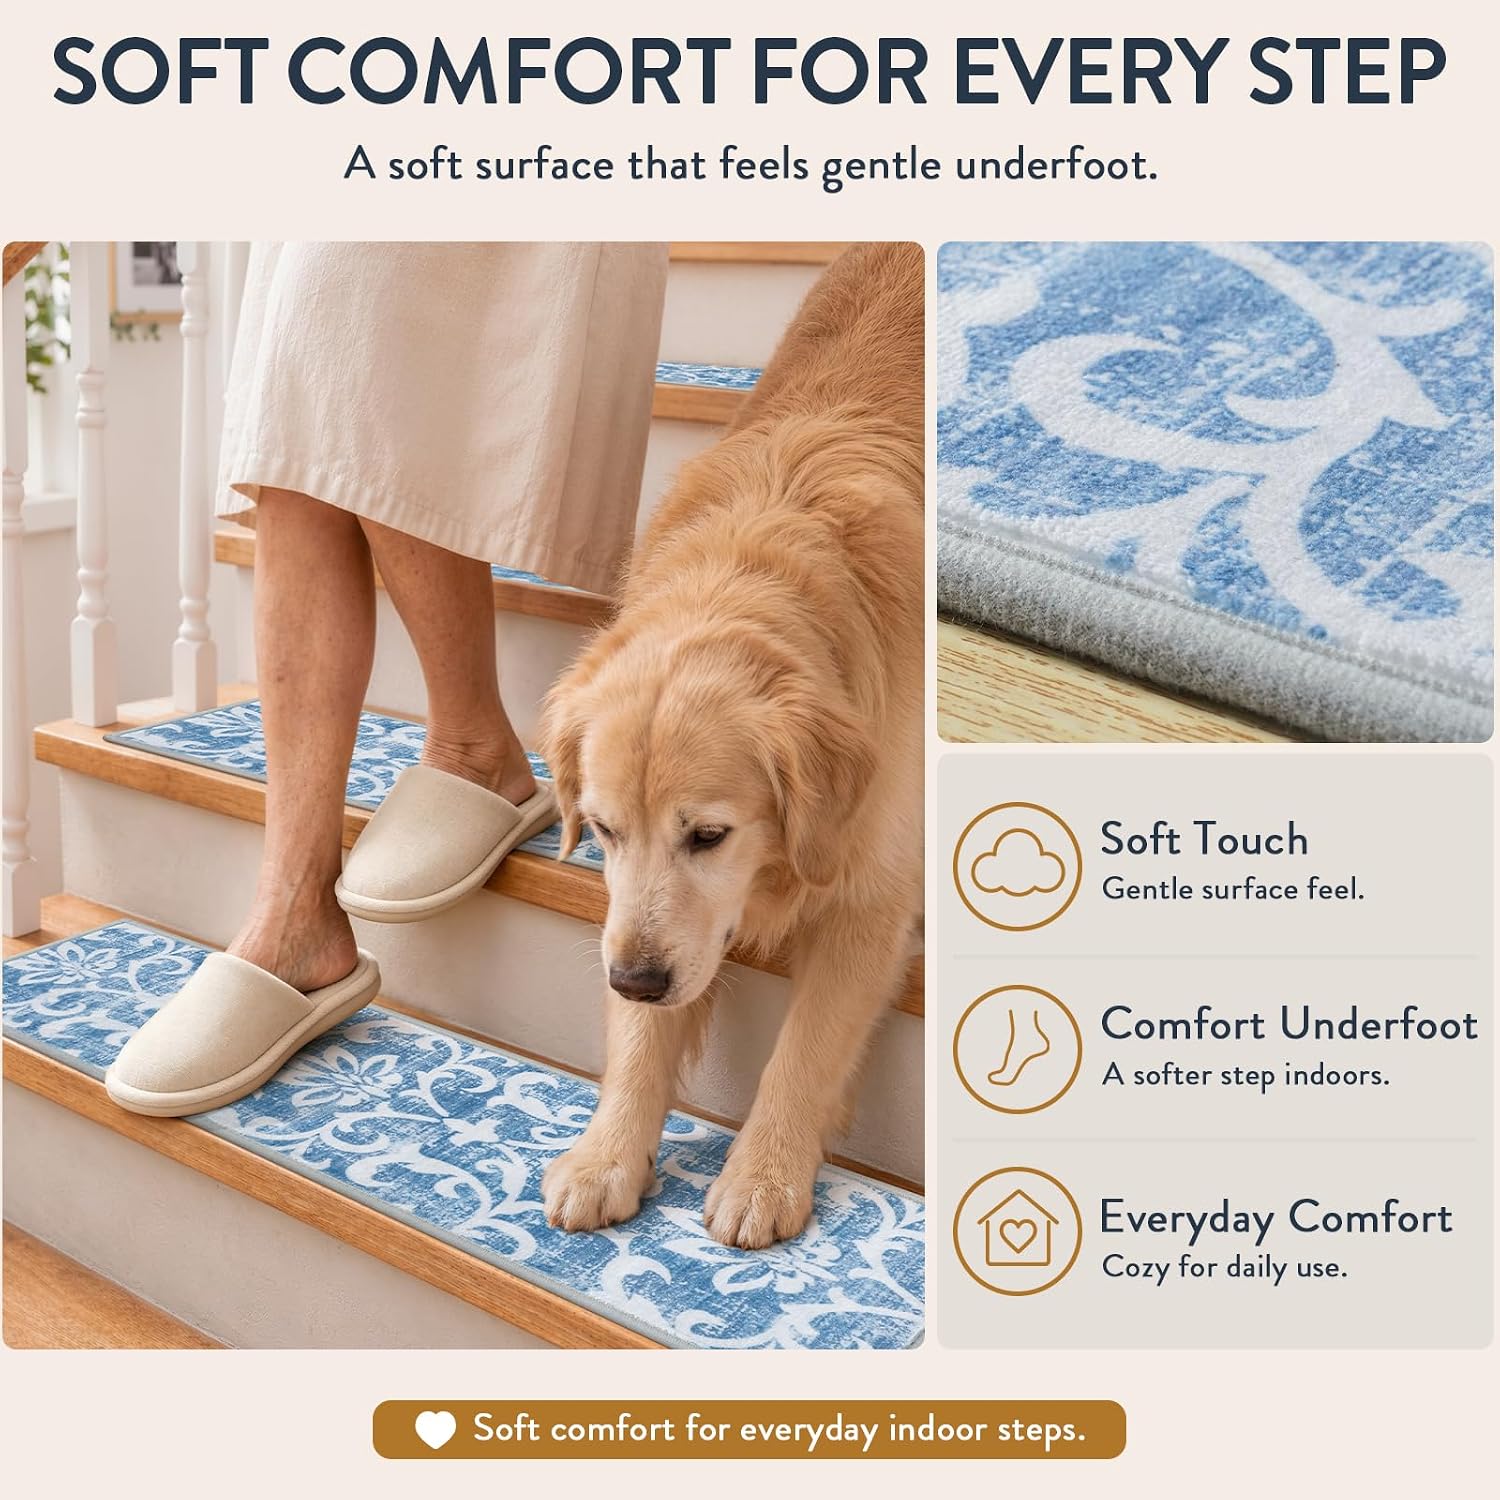 SOFT COMFORT FOR EVERY STEP
A soft surface that feels gentle underfoot.
Soft Touch
Gentle surface feel.
Comfort Underfoot
A softer step indoors.
Everyday Comfort
Cozy for daily use.
Soft comfort for everyday indoor steps.